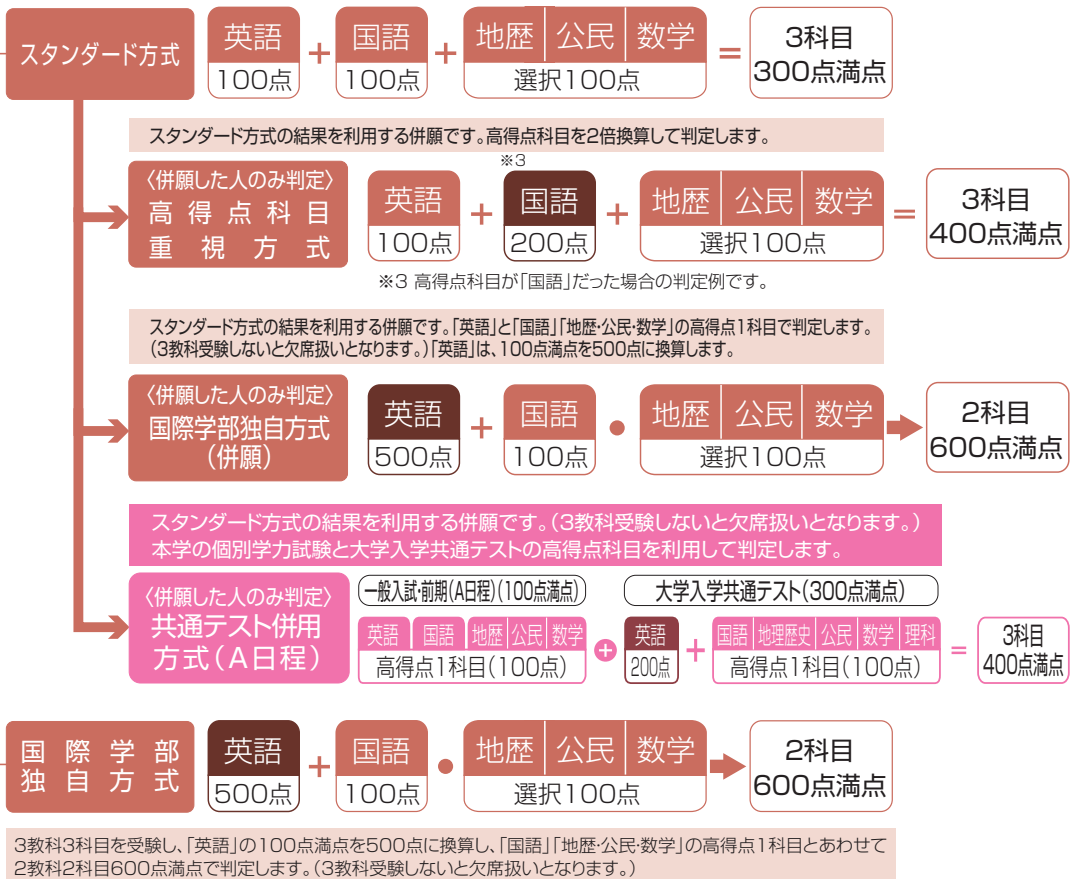 スタンダード方式
英語 + 国語 + 地歴 公民 数学 = 3科目
100点 100点 選択100点 300点満点
スタンダード方式の結果を利用する併願です。高得点科目を2倍換算して判定します。
※3
〈併願した人のみ判定〉
高得点科目
重視方式
英語 + 国語 + 地歴 公民 数学 = 3科目
100点 200点 選択100点 400点満点
※3 高得点科目が「国語」だった場合の判定例です。
スタンダード方式の結果を利用する併願です。「英語」と「国語」「地歴・公民・数学」の高得点1科目で判定します。
(3教科受験しないと欠席扱いとなります。)「英語」は、100点満点を500点に換算します。
〈併願した人のみ判定〉
国際学部独自方式
(併願)
英語 + 国語 ● 地歴 公民 数学 2科目
500点 100点 選択100点 600点満点
スタンダード方式の結果を利用する併願です。(3教科受験しないと欠席扱いとなります。)
本学の個別学力試験と大学入学共通テストの高得点科目を利用して判定します。
〈併願した人のみ判定〉
共通テスト併用
方式(A日程)
一般入試・前期(A日程)(100点満点) 大学入学共通テスト(300点満点)
英語 国語 地歴 公民 数学 + 英語 + 国語 地理歴史 公民 数学 理科 = 3科目
高得点1科目(100点) 200点 高得点1科目(100点) 400点満点
国際学部
独自方式
英語 + 国語 ● 地歴 公民 数学 2科目
500点 100点 選択100点 600点満点
3教科3科目を受験し、「英語」の100点満点を500点に換算し、「国語」「地歴・公民・数学」の高得点1科目とあわせて
2教科2科目600点満点で判定します。(3教科受験しないと欠席扱いとなります。)